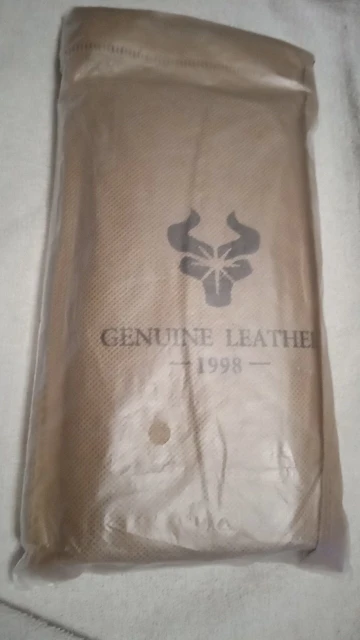 GENUINE LEATHE
— 1998 —